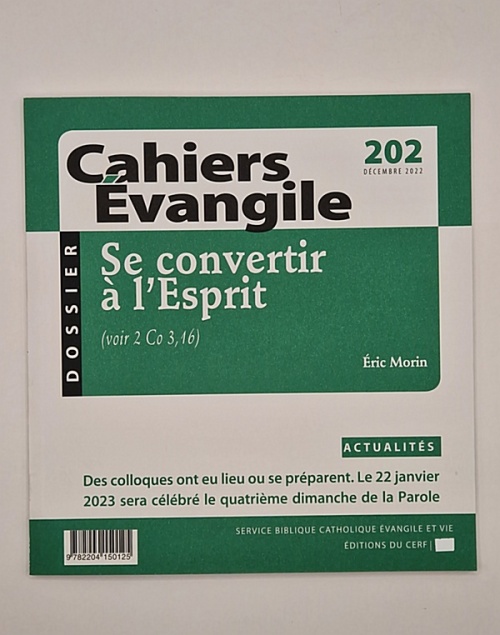 Cahiers
Évangile
202
DÉCEMBRE 2022
DOSSIER
Se convertir
à l'Esprit
(voir 2 Co 3,16)
Éric Morin
ACTUALITÉS
Des colloques ont eu lieu ou se préparent. Le 22 janvier
2023 sera célébré le quatrième dimanche de la Parole
SERVICE BIBLIQUE CATHOLIQUE ÉVANGILE ET VIE
ÉDITIONS DU CERF |
9 782204 150125